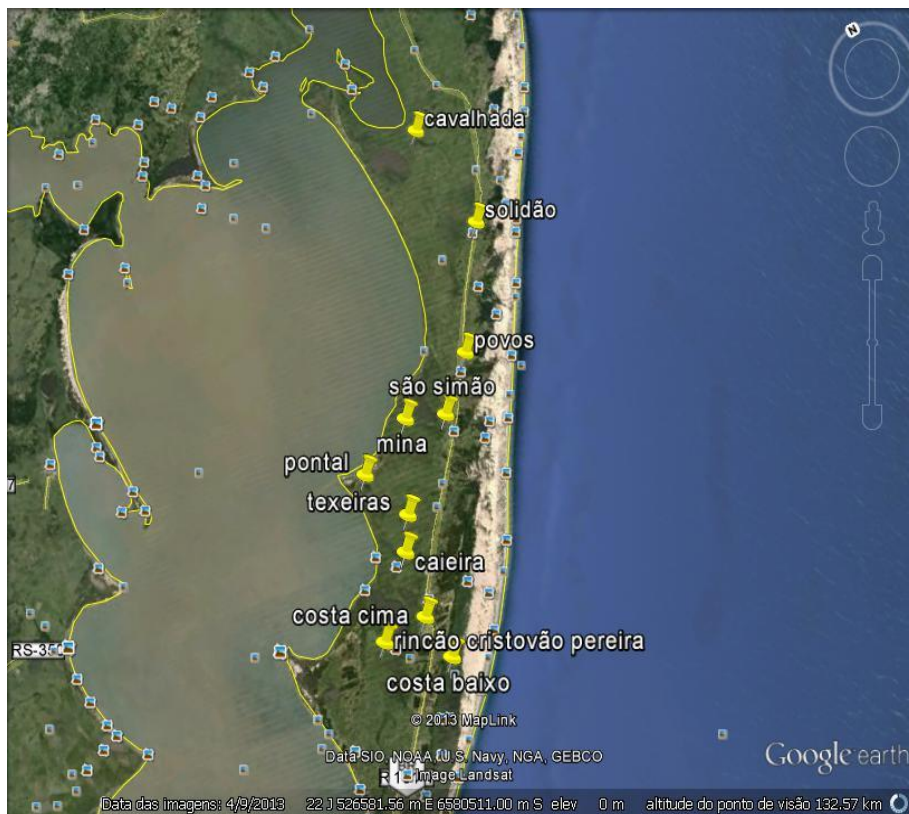 N
cavalhada
solidão
povos
são simão
mina
pontal
texeiras
caieira
costa cima
rincão cristovão pereira
RS-350
costa baixo
© 2013 MapLink
Data SIO, NOAA, U.S. Navy, NGA, GEBCO
Image Landsat
Google earth
Data das imagens: 4/9/2013 22 J 526581.56 m E 6580511.00 m S elev 0 m altitude do ponto de visão 132.57 km